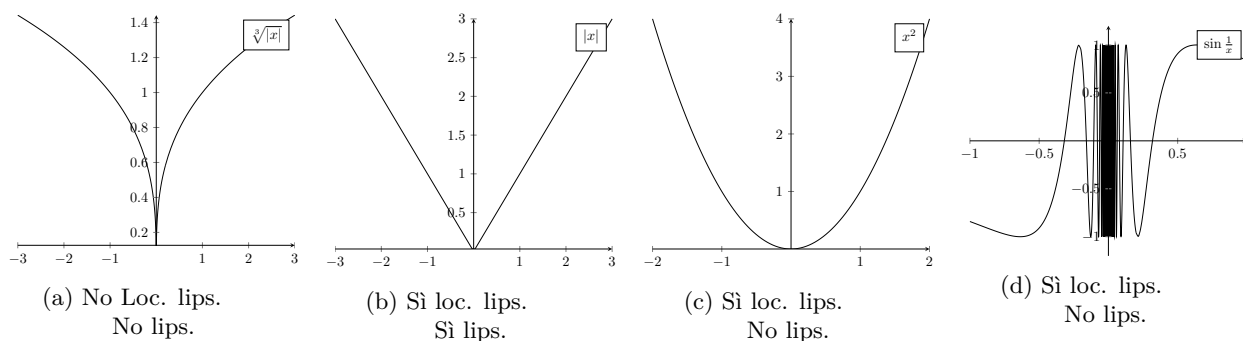 1.4
1.2
1
0.8
0.6
0.4
0.2
−3 −2 −1 1 2 3
∛|x|
(a) No Loc. lips.
No lips.
3
2.5
2
1.5
1
0.5
−3 −2 −1 0 1 2 3
|x|
(b) Sì loc. lips.
Sì lips.
4
3
2
1
−2 −1 0 1 2
x²
(c) Sì loc. lips.
No lips.
1
0.5
−1 −0.5 0.5
−0.5
−1
sin 1/x
(d) Sì loc. lips.
No lips.